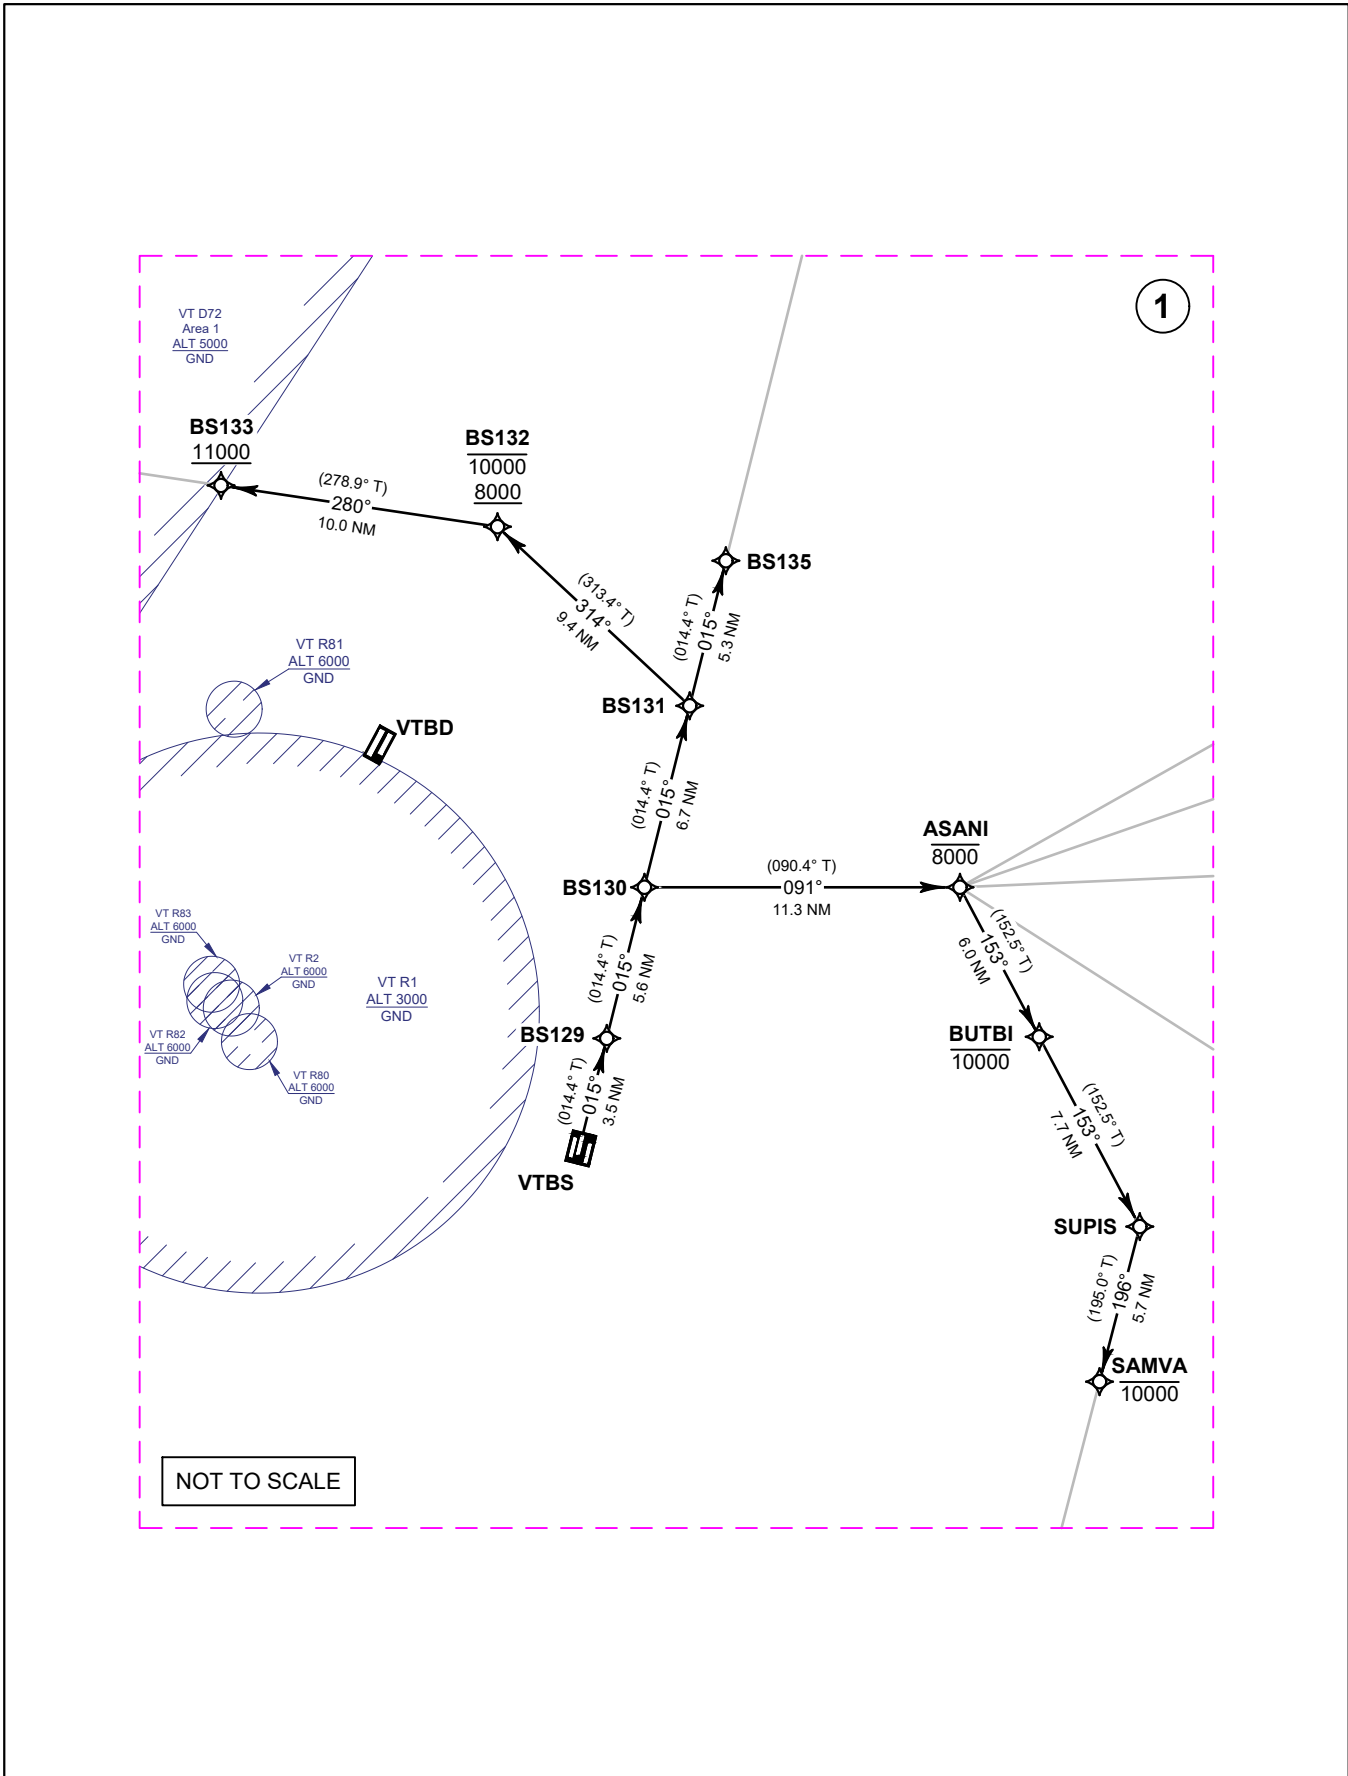 1
VT D72
Area 1
ALT 5000
GND
BS133
11000
BS132
10000
8000
(278.9° T)
280°
10.0 NM
BS135
(313.4° T)
314°
9.4 NM
(014.4° T)
015°
5.3 NM
VT R81
ALT 6000
GND
BS131
VTBD
(014.4° T)
015°
6.7 NM
ASANI
8000
BS130
(090.4° T)
091°
11.3 NM
VT R83
ALT 6000
GND
VT R2
ALT 6000
GND
VT R1
ALT 3000
GND
(014.4° T)
015°
5.6 NM
(152.5° T)
153°
6.0 NM
VT R82
ALT 6000
GND
BS129
BUTBI
10000
VT R80
ALT 6000
GND
(014.4° T)
015°
3.5 NM
(152.5° T)
153°
7.7 NM
VTBS
SUPIS
(195.0° T)
196°
5.7 NM
SAMVA
10000
NOT TO SCALE